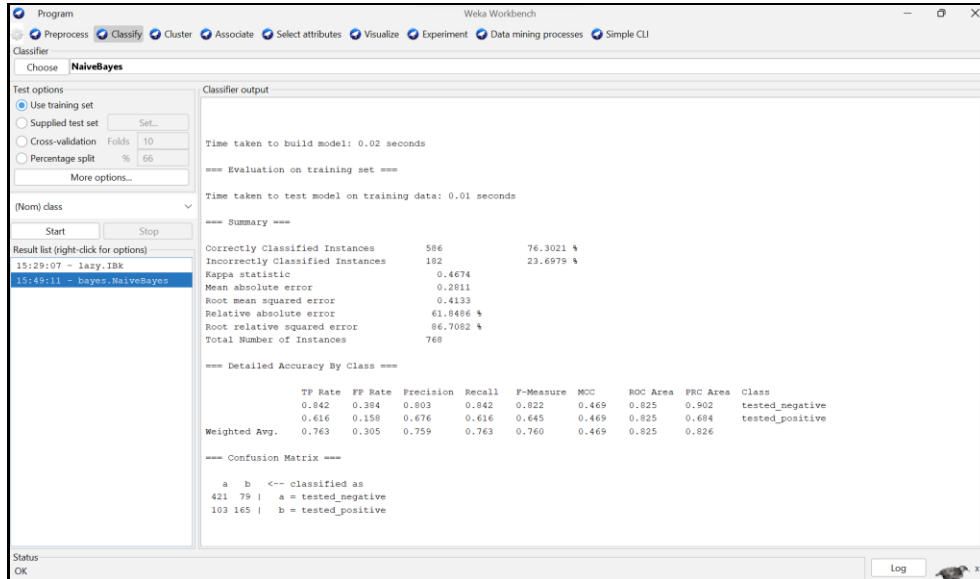 Program
Weka Workbench
Preprocess Classify Cluster Associate Select attributes Visualize Experiment Data mining processes Simple CLI
Classifier
Choose NaiveBayes
Test options
Use training set
Supplied test set Set...
Cross-validation Folds 10
Percentage split % 66
More options...
(Nom) class
Start Stop
Result list (right-click for options)
15:29:07 - lazy.IBk
15:49:11 - bayes.NaiveBayes
Classifier output
Time taken to build model: 0.02 seconds
=== Evaluation on training set ===
Time taken to test model on training data: 0.01 seconds
=== Summary ===
Correctly Classified Instances 586 76.3021 %
Incorrectly Classified Instances 182 23.6979 %
Kappa statistic 0.4674
Mean absolute error 0.2811
Root mean squared error 0.4133
Relative absolute error 61.8486 %
Root relative squared error 86.7082 %
Total Number of Instances 768
=== Detailed Accuracy By Class ===
TP Rate FP Rate Precision Recall F-Measure MCC ROC Area PRC Area Class
0.842 0.384 0.803 0.842 0.822 0.469 0.825 0.902 tested_negative
0.616 0.158 0.676 0.616 0.645 0.469 0.825 0.684 tested_positive
Weighted Avg. 0.763 0.305 0.759 0.763 0.760 0.469 0.825 0.826
=== Confusion Matrix ===
a b <-- classified as
421 79 | a = tested_negative
103 165 | b = tested_positive
Status
OK
Log